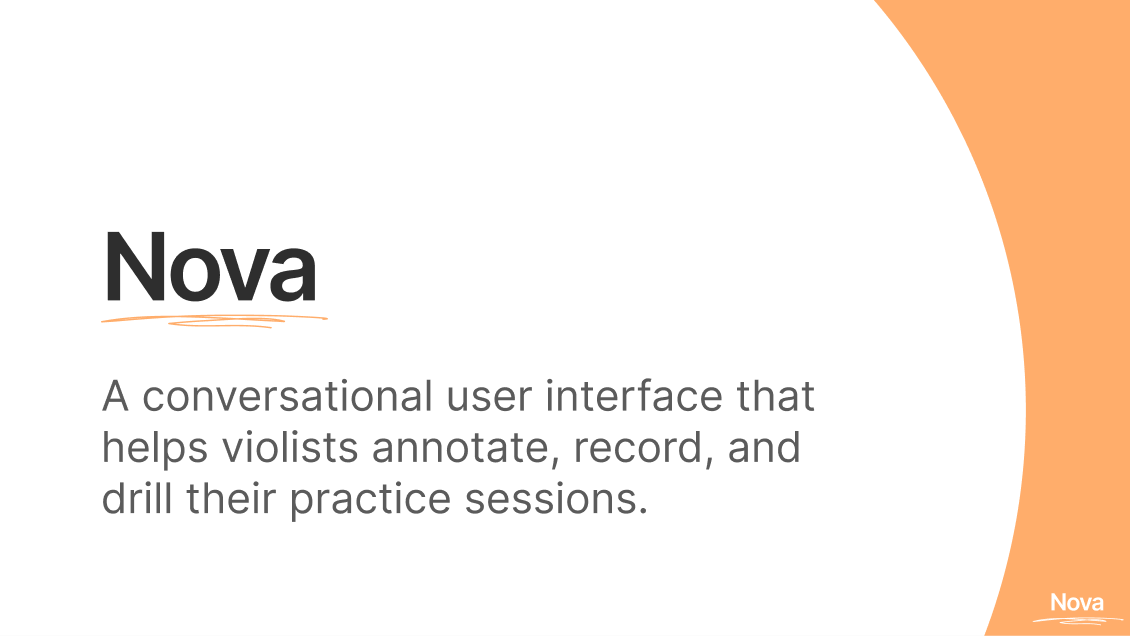 Nova
A conversational user interface that
helps violists annotate, record, and
drill their practice sessions.
Nova